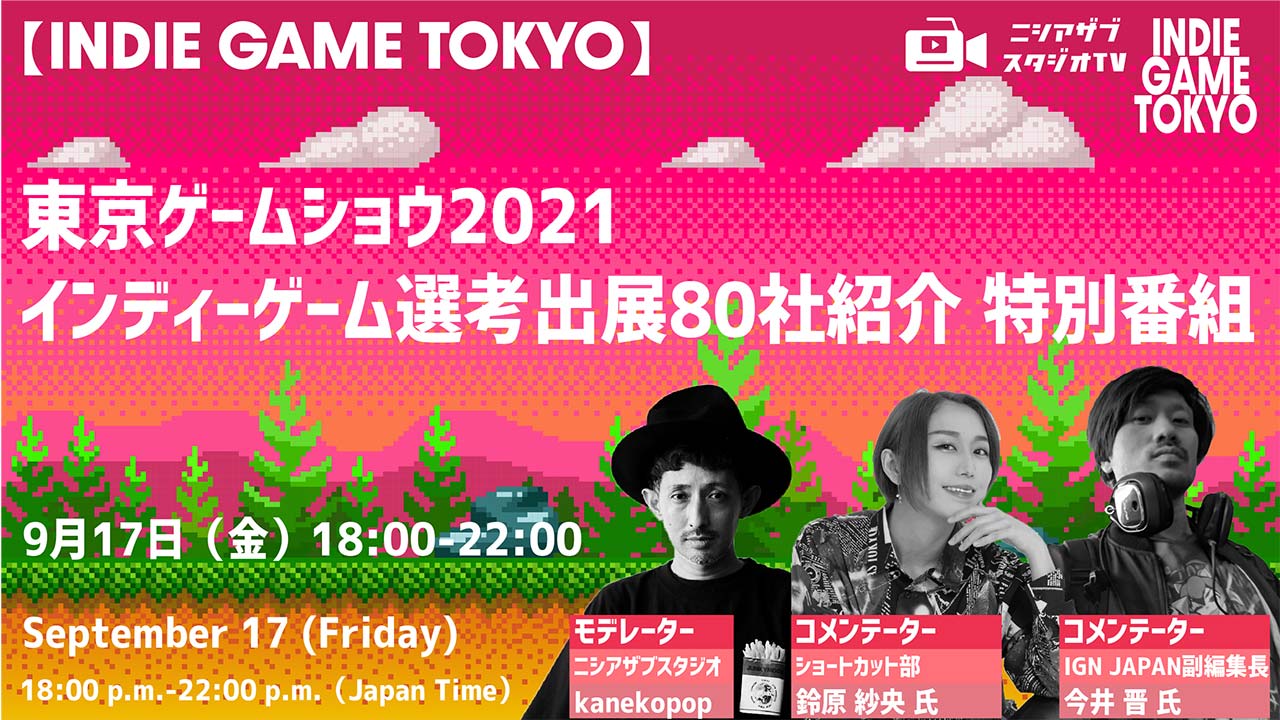 【INDIE GAME TOKYO】
ニシアザブ
スタジオTV
INDIE
GAME
TOKYO
東京ゲームショウ2021
インディーゲーム選考出展80社紹介 特別番組
9月17日（金）18:00-22:00
September 17 (Friday)
18:00 p.m.-22:00 p.m.（Japan Time）
モデレーター
ニシアザブスタジオ
kanekopop
コメンテーター
ショートカット部
鈴原 紗央 氏
コメンテーター
IGN JAPAN副編集長
今井 晋 氏